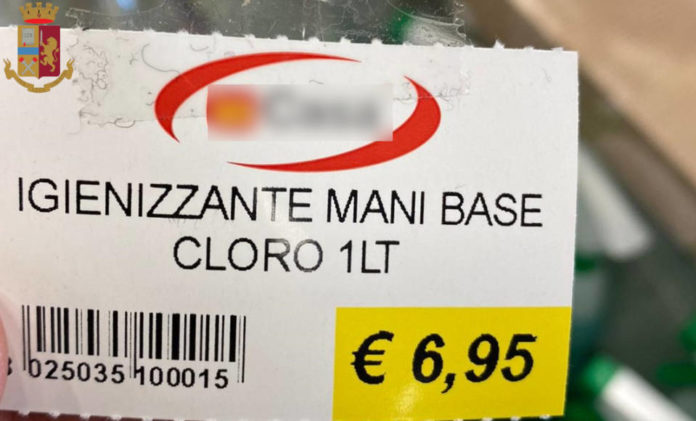 IGIENIZZANTE MANI BASE
CLORO 1LT
025035 100015
€ 6,95